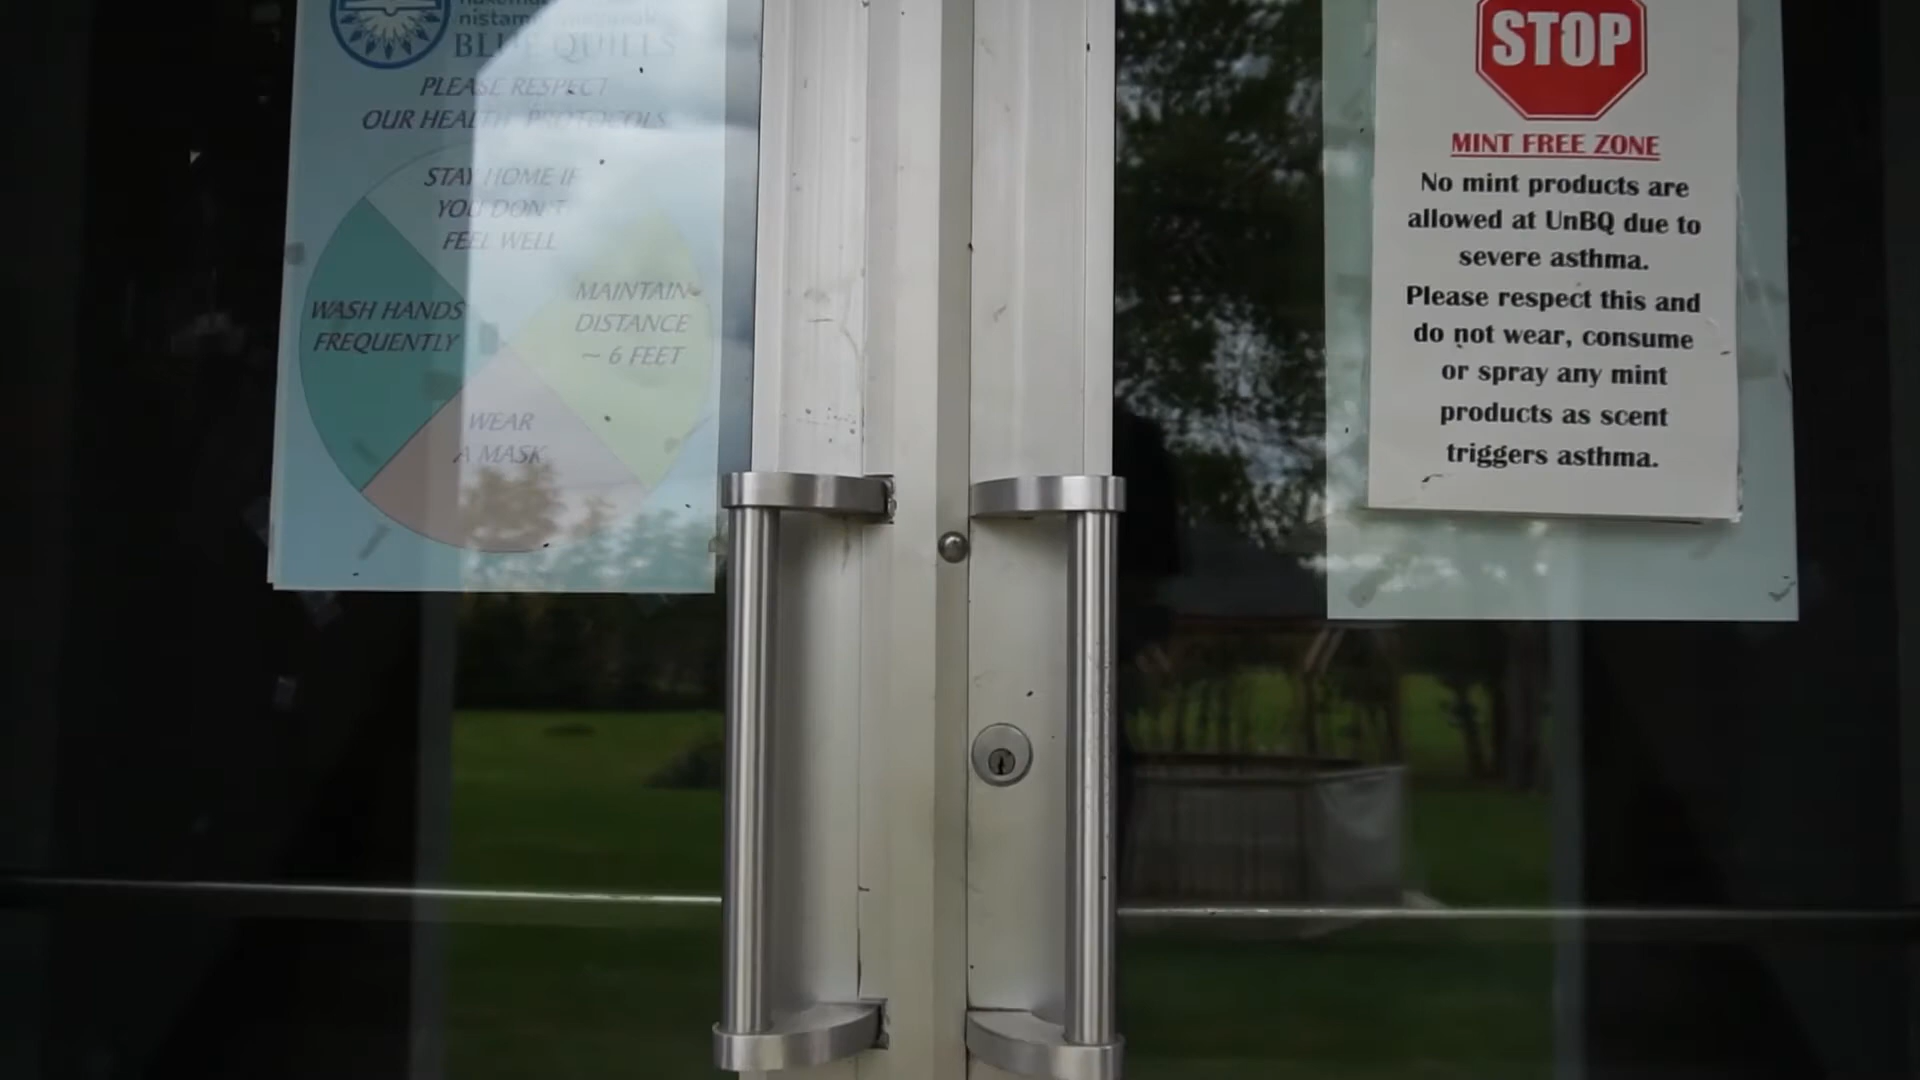 BLUE QUILLS
PLEASE RESPECT
OUR HEALTH PROTOCOLS
STAY HOME IF
YOU DON'T
FEEL WELL
WASH HANDS
FREQUENTLY
MAINTAIN
DISTANCE
~ 6 FEET
WEAR
A MASK
STOP
MINT FREE ZONE
No mint products are
allowed at UnBQ due to
severe asthma.
Please respect this and
do not wear, consume
or spray any mint
products as scent
triggers asthma.